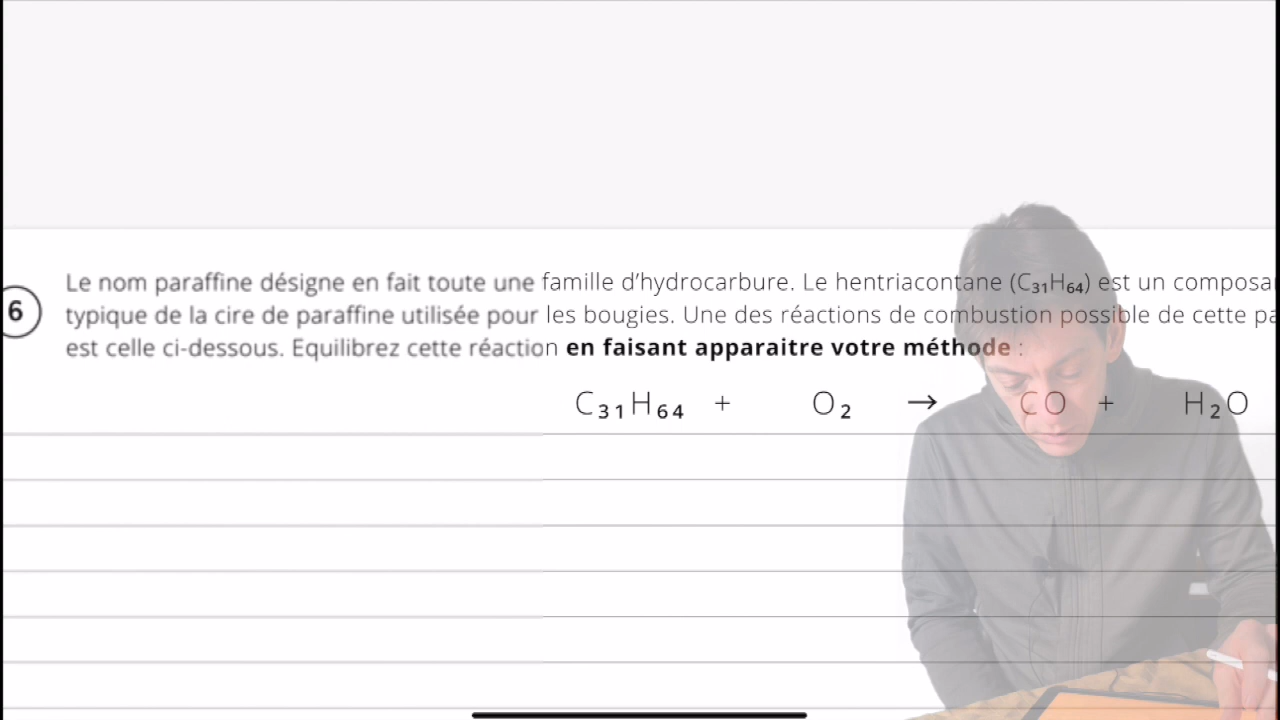 6
Le nom paraffine désigne en fait toute une famille d’hydrocarbure. Le hentriacontane (C₃₁H₆₄) est un composa
typique de la cire de paraffine utilisée pour les bougies. Une des réactions de combustion possible de cette pa
est celle ci-dessous. Equilibrez cette réaction en faisant apparaitre votre méthode :
C₃₁H₆₄ + O₂ → CO + H₂O